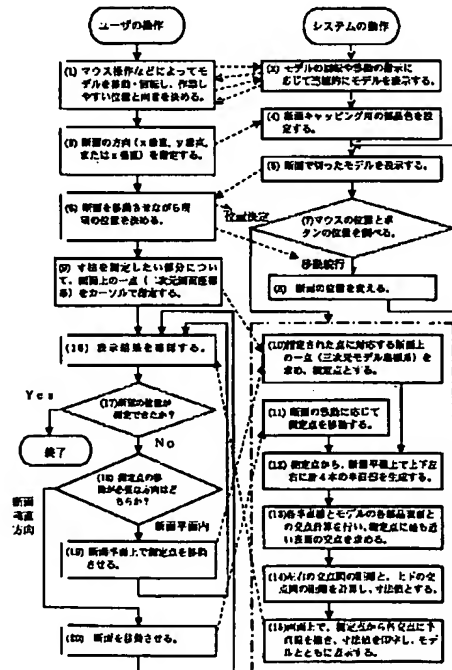 ユーザの操作
(1) マウス操作などによってモ
デルを移動・回転し、作業し
やすい位置と向きを決める。
(3) 断面の方向(x垂直、y垂直、
またはz垂直)を指定する。
(6) 断面を移動させながら所
望の位置を決める。
(9) 寸法を測定したい部分につ
いて、画面上の一点(二次元画面座標
系)をカーソルで指定する。
(16) 表示結果を確認する。
(17)所望の位置が
測定できたか?
Yes
No
終了
(18) 測定点の移
動が必要な方向はど
ちらか?
断面
垂直
方向
断面平面内
(19) 断面平面上で測定点を移動
させる。
(20) 断面を移動させる。
システムの動作
(2) モデルの回転や移動の指示に
応じて当該的にモデルを表示する。
(4) 断面キャッピング用の部品色を設
定する。
(5) 断面で切ったモデルを表示する。
(7)マウスの位置とボ
タンの位置を調べる。
位置決定
移動続行
(8) 断面の位置を変える。
(10)指定された点に対応する断面上
の一点(三次元モデル座標系)を
求め、測定点とする。
(11) 断面の移動に応じて
測定点を移動する。
(12) 測定点から、断面平面上で上下左
右に計4本の半直線を生成する。
(13)各半直線とモデルの各部品表面と
の交点計算を行い、測定点に最も近
い表面の交点を求める。
(14)左右の交点間の距離と、上下の交
点間の距離を計算し、寸法値とする。
(15)画面上で、測定点から各交点に
直線を描き、寸法値を印字し、モデ
ルとともに表示する。